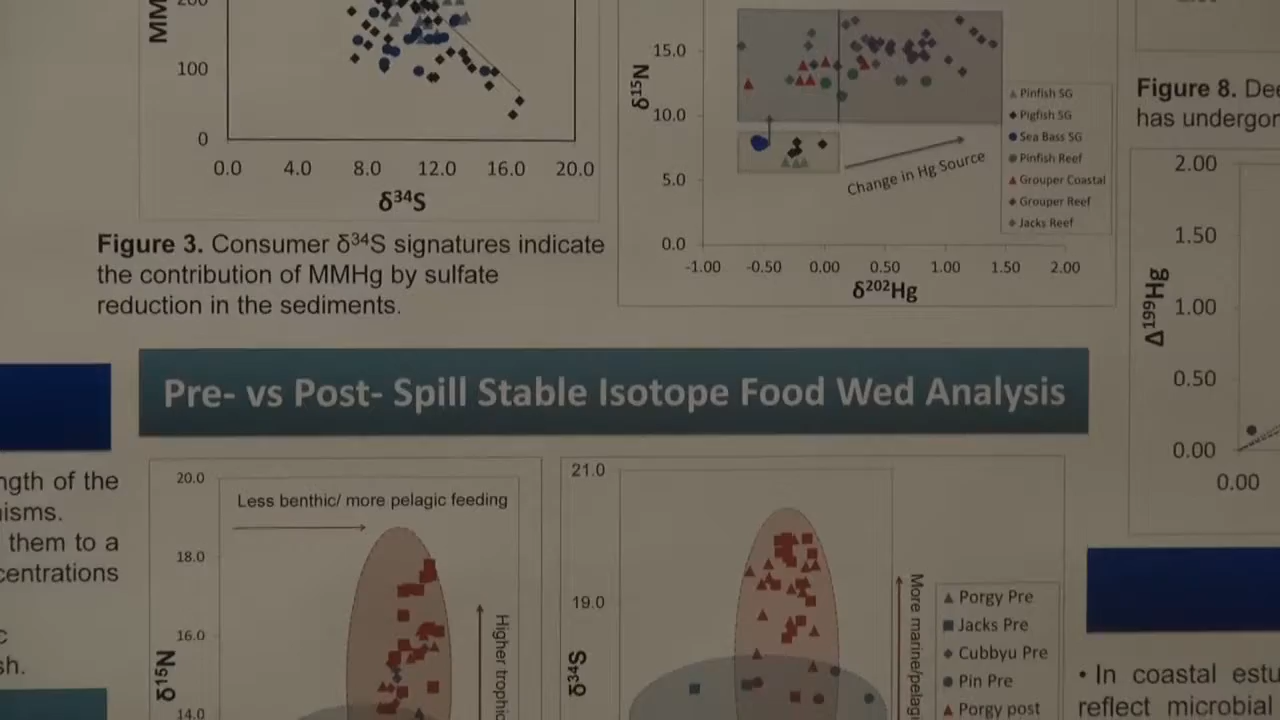 MM
200
100
0
0.0 4.0 8.0 12.0 16.0 20.0
δ³⁴S
Figure 3. Consumer δ³⁴S signatures indicate
the contribution of MMHg by sulfate
reduction in the sediments.
δ¹⁵N
15.0
10.0
5.0
0.0
-1.00 -0.50 0.00 0.50 1.00 1.50 2.00
δ²⁰²Hg
Change in Hg Source
Pinfish SG
Pigfish SG
Sea Bass SG
Pinfish Reef
Grouper Coastal
Grouper Reef
Jacks Reef
Figure 8. Dee
has undergon
2.00
1.50
1.00
0.50
0.00
0.00
Δ¹⁹⁹Hg
Pre- vs Post- Spill Stable Isotope Food Wed Analysis
ngth of the
isms.
them to a
centrations
c
sh.
20.0
18.0
16.0
14.0
δ¹⁵N
Less benthic/ more pelagic feeding
Higher trophic
21.0
19.0
δ³⁴S
More marine/pelag
Porgy Pre
Jacks Pre
Cubbyu Pre
Pin Pre
Porgy post
• In coastal estu
reflect microbial